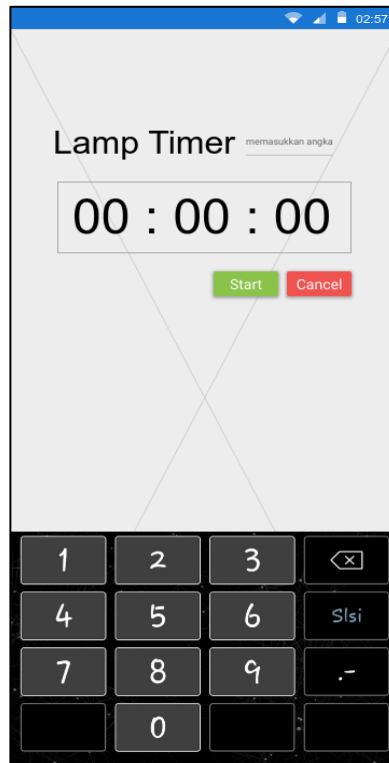 02:57
Lamp Timer memasukkan angka
00 : 00 : 00
Start Cancel
1 2 3
4 5 6 Slsi
7 8 9 .-
0